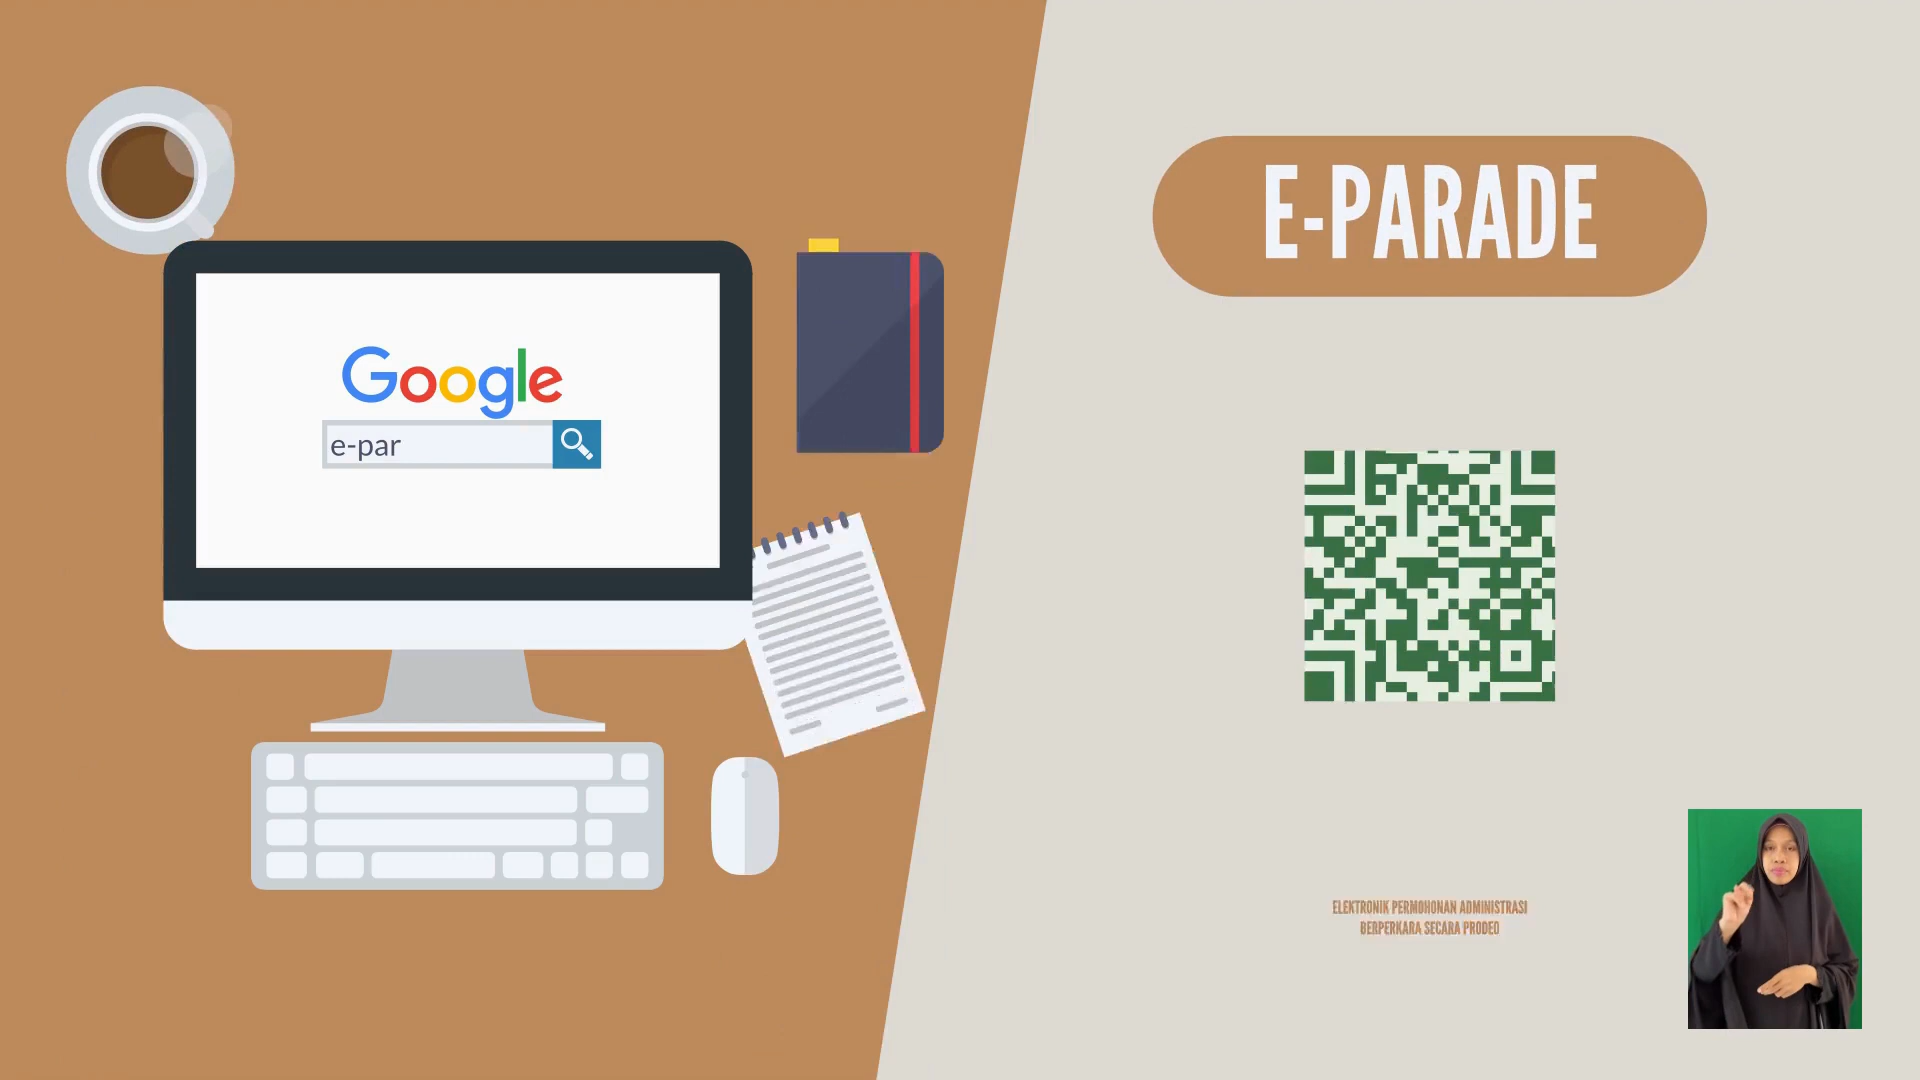 Google
e-par
E-PARADE
ELEKTRONIK PERMOHONAN ADMINISTRASI
BERPERKARA SECARA PRODEO